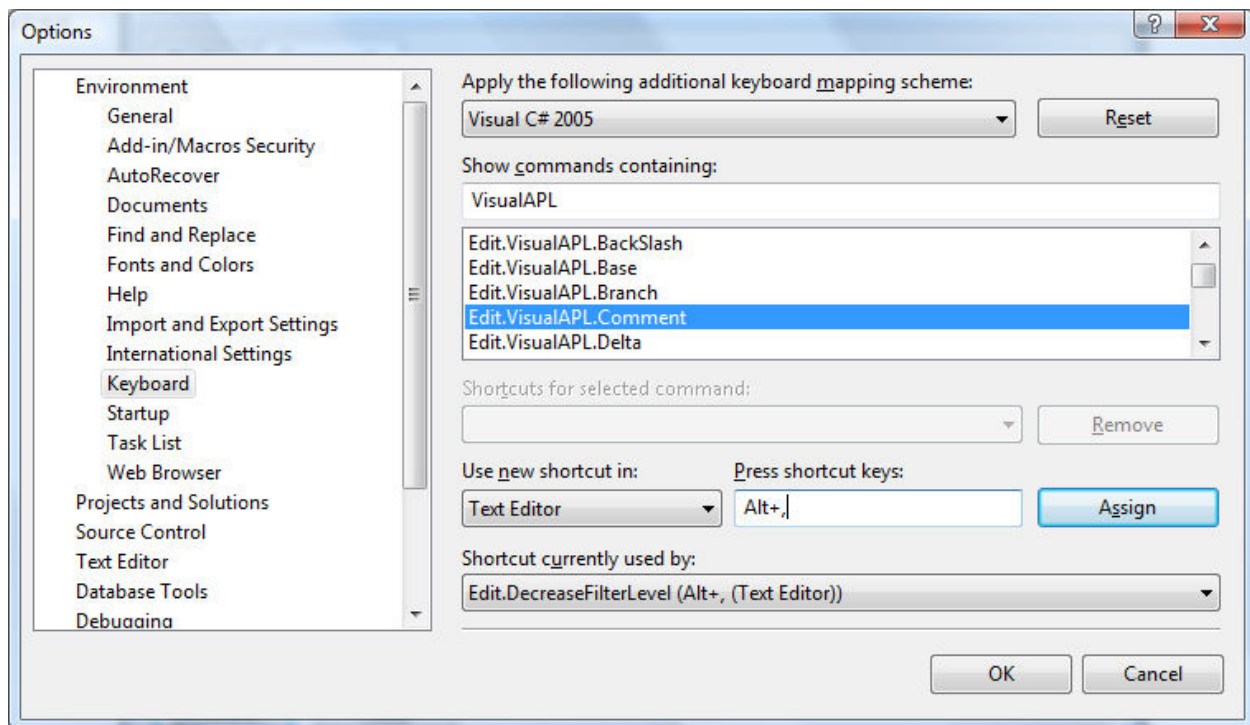 Options
Environment
General
Add-in/Macros Security
AutoRecover
Documents
Find and Replace
Fonts and Colors
Help
Import and Export Settings
International Settings
Keyboard
Startup
Task List
Web Browser
Projects and Solutions
Source Control
Text Editor
Database Tools
Debugging
Apply the following additional keyboard mapping scheme:
Visual C# 2005
Reset
Show commands containing:
VisualAPL
Edit.VisualAPL.BackSlash
Edit.VisualAPL.Base
Edit.VisualAPL.Branch
Edit.VisualAPL.Comment
Edit.VisualAPL.Delta
Shortcuts for selected command:
Remove
Use new shortcut in:
Press shortcut keys:
Text Editor
Alt+,
Assign
Shortcut currently used by:
Edit.DecreaseFilterLevel (Alt+, (Text Editor))
OK
Cancel